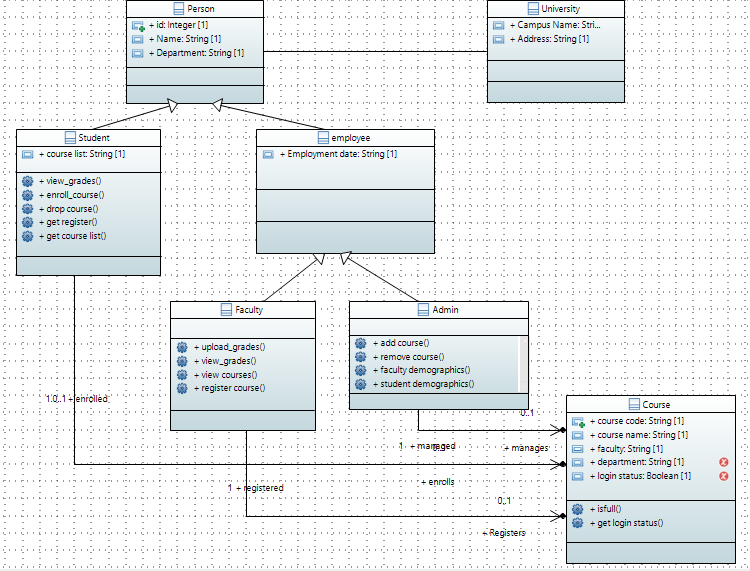 Person
+ id: Integer [1]
+ Name: String [1]
+ Department: String [1]
University
+ Campus Name: Stri...
+ Address: String [1]
Student
+ course list: String [1]
+ view_grades()
+ enroll_course()
+ drop course()
+ get register()
+ get course list()
employee
+ Employment date: String [1]
Faculty
+ upload_grades()
+ view_grades()
+ view courses()
+ register course()
Admin
+ add course()
+ remove course()
+ faculty demographics()
+ student demographics()
Course
+ course code: String [1]
+ course name: String [1]
+ faculty: String [1]
+ department: String [1]
+ login status: Boolean [1]
+ isfull()
+ get login status()
+ enrolled
0..1
1 + managed
+ manages
+ enrolls
1 + registered
0..1
+ Registers